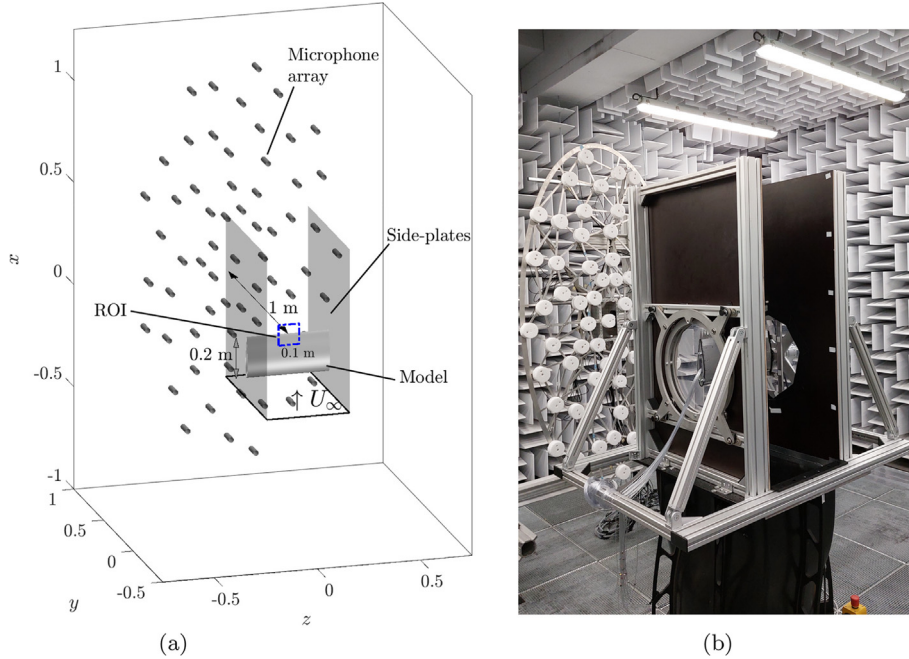 Microphone
array
1
0.5
x
0
Side-plates
ROI
1 m
0.2 m
0.1 m
Model
-0.5
↑ U∞
-1
1
0.5
0
-0.5
y
-0.5
0
0.5
z
(a)
(b)